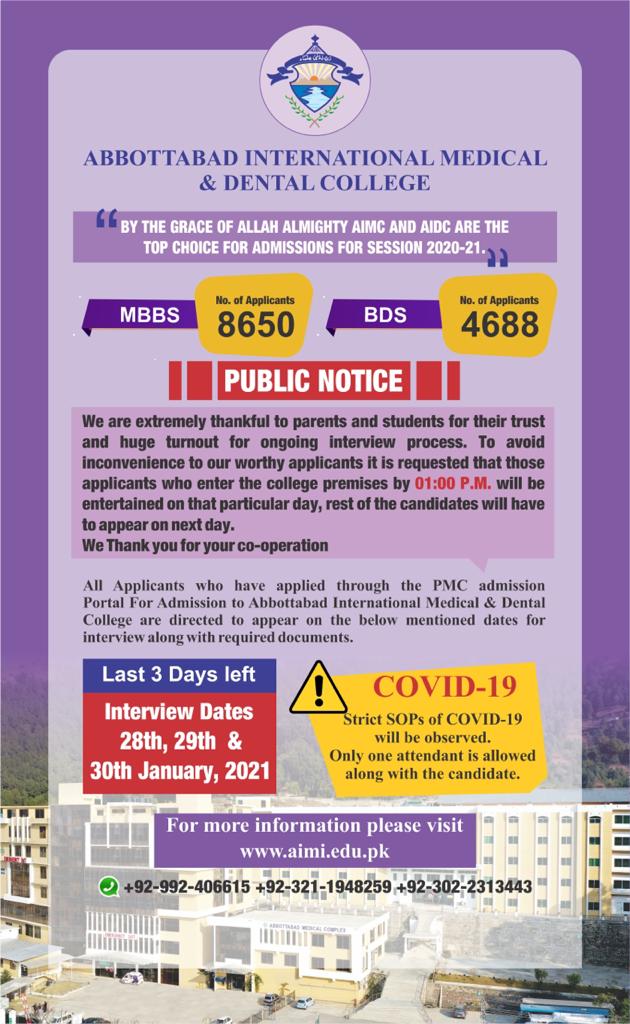 ABBOTTABAD INTERNATIONAL MEDICAL
& DENTAL COLLEGE
“ BY THE GRACE OF ALLAH ALMIGHTY AIMC AND AIDC ARE THE
TOP CHOICE FOR ADMISSIONS FOR SESSION 2020-21. ”
MBBS
No. of Applicants
8650
BDS
No. of Applicants
4688
PUBLIC NOTICE
We are extremely thankful to parents and students for their trust
and huge turnout for ongoing interview process. To avoid
inconvenience to our worthy applicants it is requested that those
applicants who enter the college premises by 01:00 P.M. will be
entertained on that particular day, rest of the candidates will have
to appear on next day.
We Thank you for your co-operation
All Applicants who have applied through the PMC admission
Portal For Admission to Abbottabad International Medical & Dental
College are directed to appear on the below mentioned dates for
interview along with required documents.
Last 3 Days left
Interview Dates
28th, 29th &
30th January, 2021
COVID-19
Strict SOPs of COVID-19
will be observed.
Only one attendant is allowed
along with the candidate.
For more information please visit
www.aimi.edu.pk
+92-992-406615 +92-321-1948259 +92-302-2313443
ABBOTTABAD MEDICAL COMPLEX